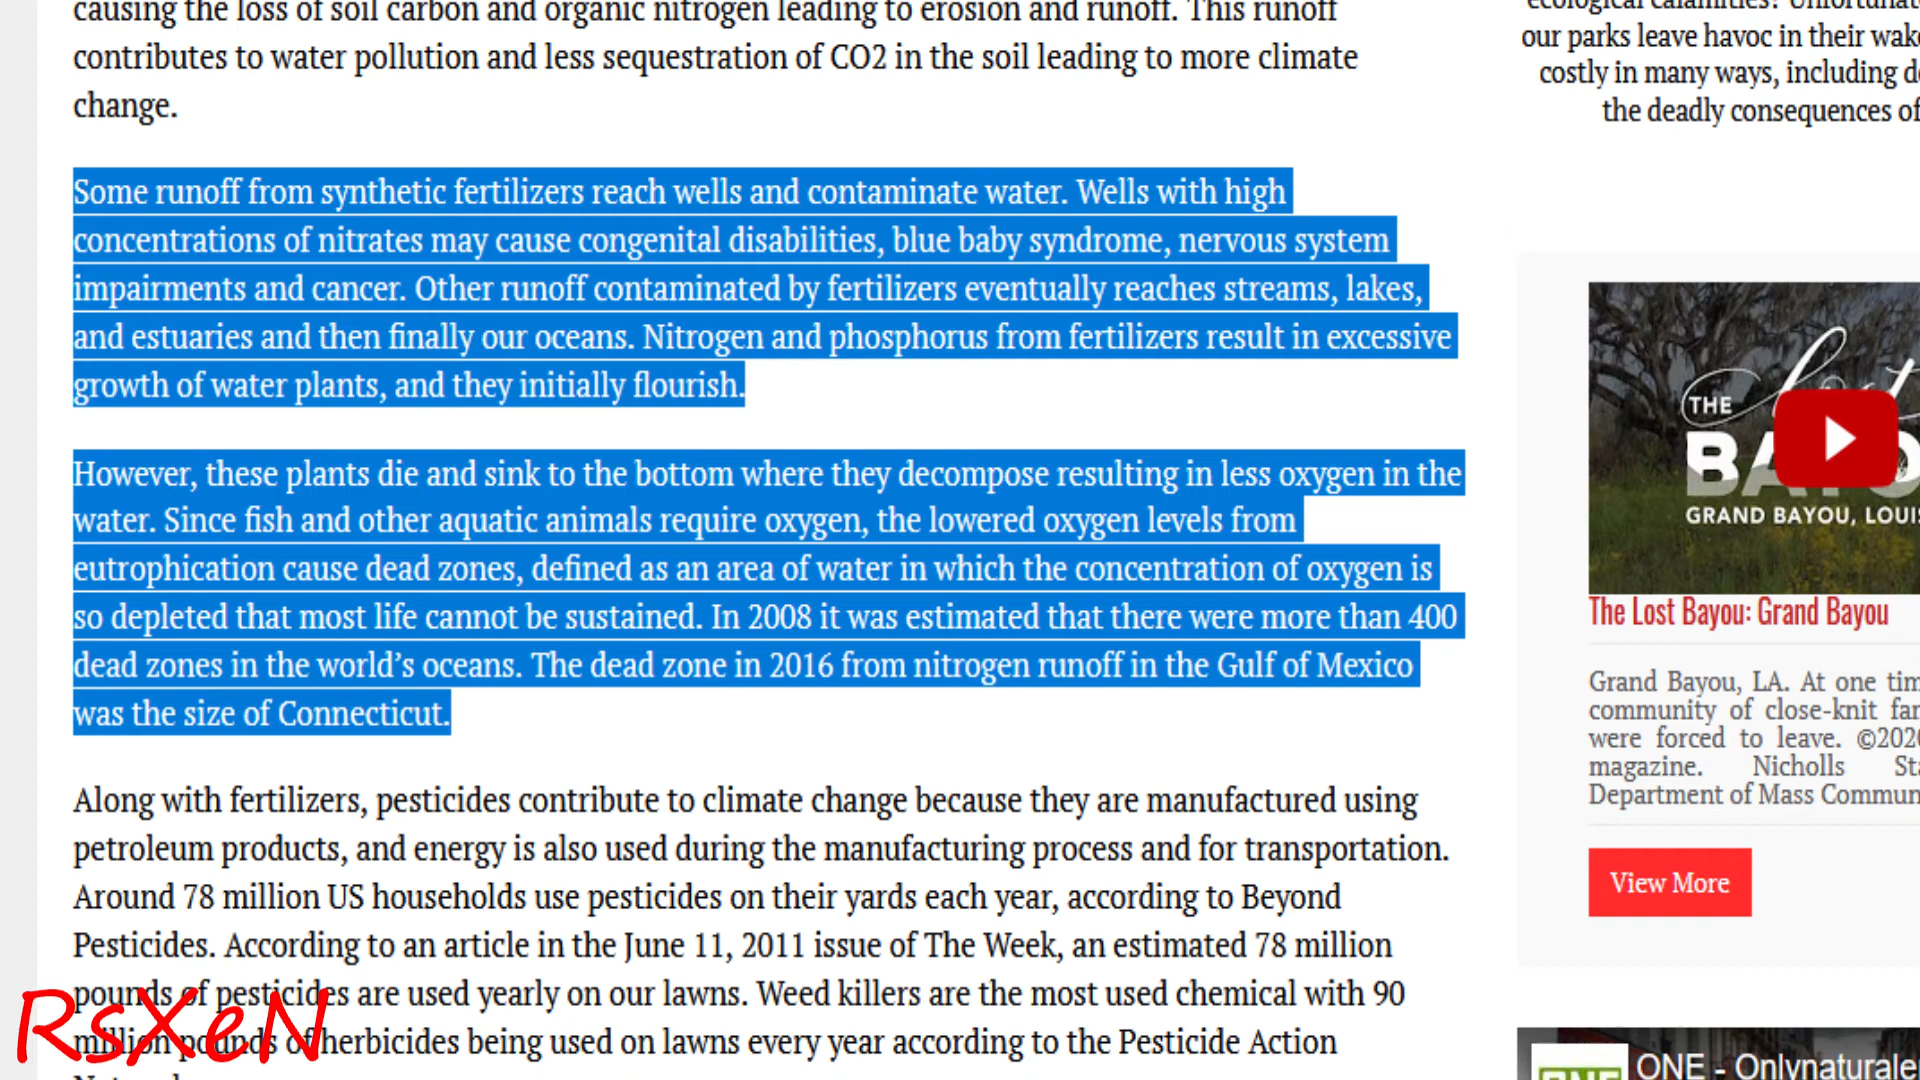 causing the loss of soil carbon and organic nitrogen leading to erosion and runoff. This runoff
contributes to water pollution and less sequestration of CO2 in the soil leading to more climate
change.
Some runoff from synthetic fertilizers reach wells and contaminate water. Wells with high
concentrations of nitrates may cause congenital disabilities, blue baby syndrome, nervous system
impairments and cancer. Other runoff contaminated by fertilizers eventually reaches streams, lakes,
and estuaries and then finally our oceans. Nitrogen and phosphorus from fertilizers result in excessive
growth of water plants, and they initially flourish.
However, these plants die and sink to the bottom where they decompose resulting in less oxygen in the
water. Since fish and other aquatic animals require oxygen, the lowered oxygen levels from
eutrophication cause dead zones, defined as an area of water in which the concentration of oxygen is
so depleted that most life cannot be sustained. In 2008 it was estimated that there were more than 400
dead zones in the world's oceans. The dead zone in 2016 from nitrogen runoff in the Gulf of Mexico
was the size of Connecticut.
Along with fertilizers, pesticides contribute to climate change because they are manufactured using
petroleum products, and energy is also used during the manufacturing process and for transportation.
Around 78 million US households use pesticides on their yards each year, according to Beyond
Pesticides. According to an article in the June 11, 2011 issue of The Week, an estimated 78 million
pounds of pesticides are used yearly on our lawns. Weed killers are the most used chemical with 90
million pounds of herbicides being used on lawns every year according to the Pesticide Action
RsXeN
ecological calamities?
our parks leave havoc in their
costly in many ways, including
the deadly consequences of
THE
GRAND BAYOU,
The Lost Bayou: Grand Bayou
Grand Bayou, LA. At one
community of close-knit
were forced to leave.
magazine. Nicholls
Department of Mass
View More
ONE
ONE -